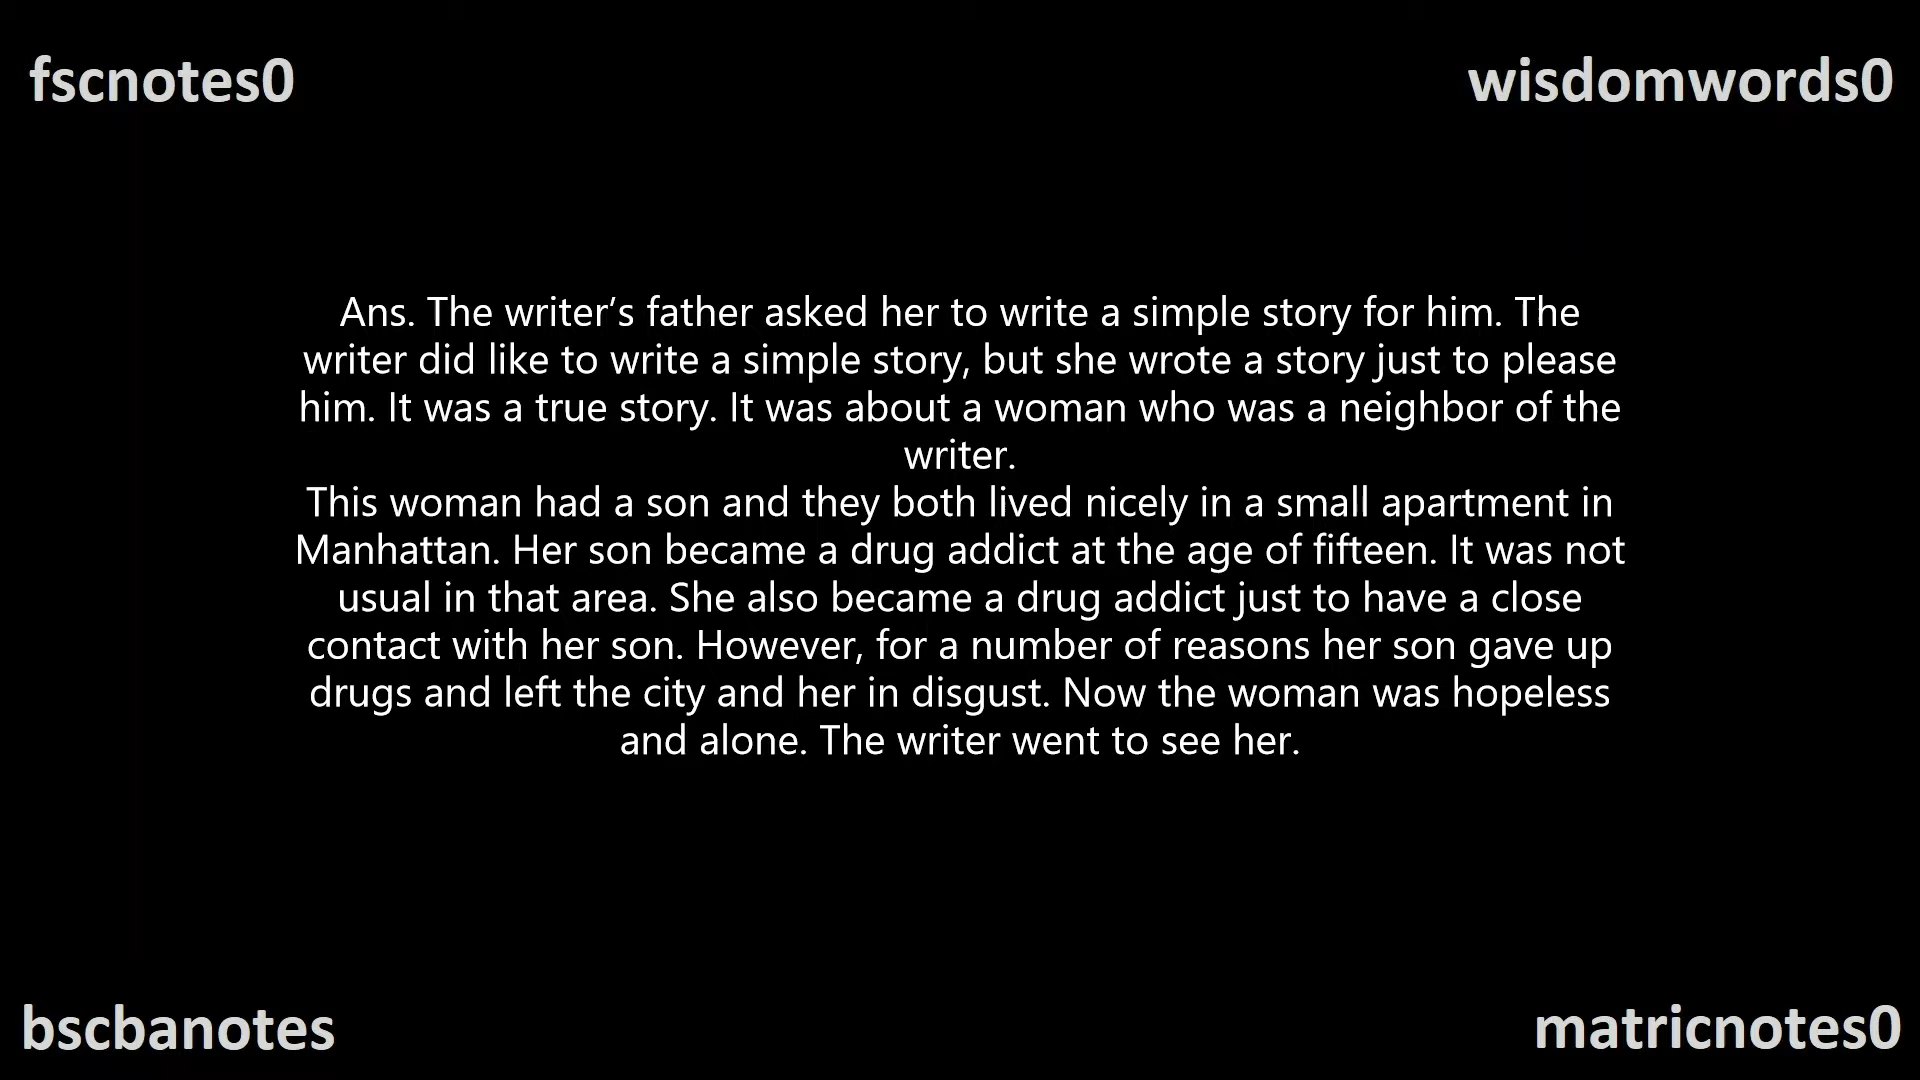 fscnotes0
wisdomwords0
Ans. The writer’s father asked her to write a simple story for him. The
writer did like to write a simple story, but she wrote a story just to please
him. It was a true story. It was about a woman who was a neighbor of the
writer.
This woman had a son and they both lived nicely in a small apartment in
Manhattan. Her son became a drug addict at the age of fifteen. It was not
usual in that area. She also became a drug addict just to have a close
contact with her son. However, for a number of reasons her son gave up
drugs and left the city and her in disgust. Now the woman was hopeless
and alone. The writer went to see her.
bscbanotes
matricnotes0